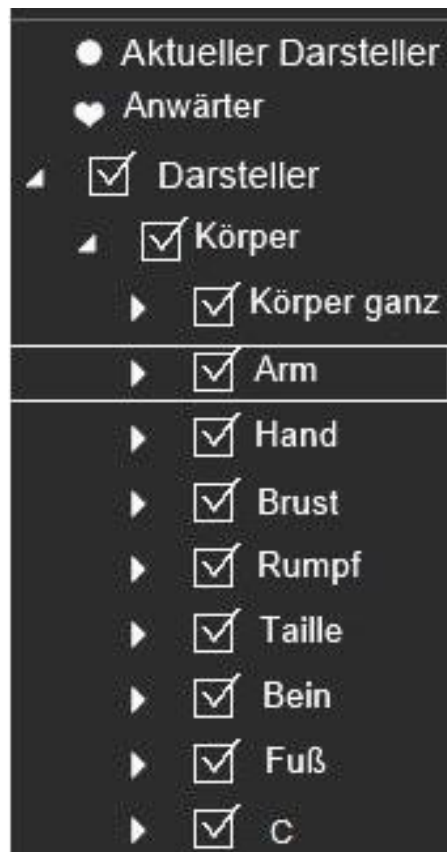 Aktueller Darsteller
Anwärter
Darsteller
Körper
Körper ganz
Arm
Hand
Brust
Rumpf
Taille
Bein
Fuß
C